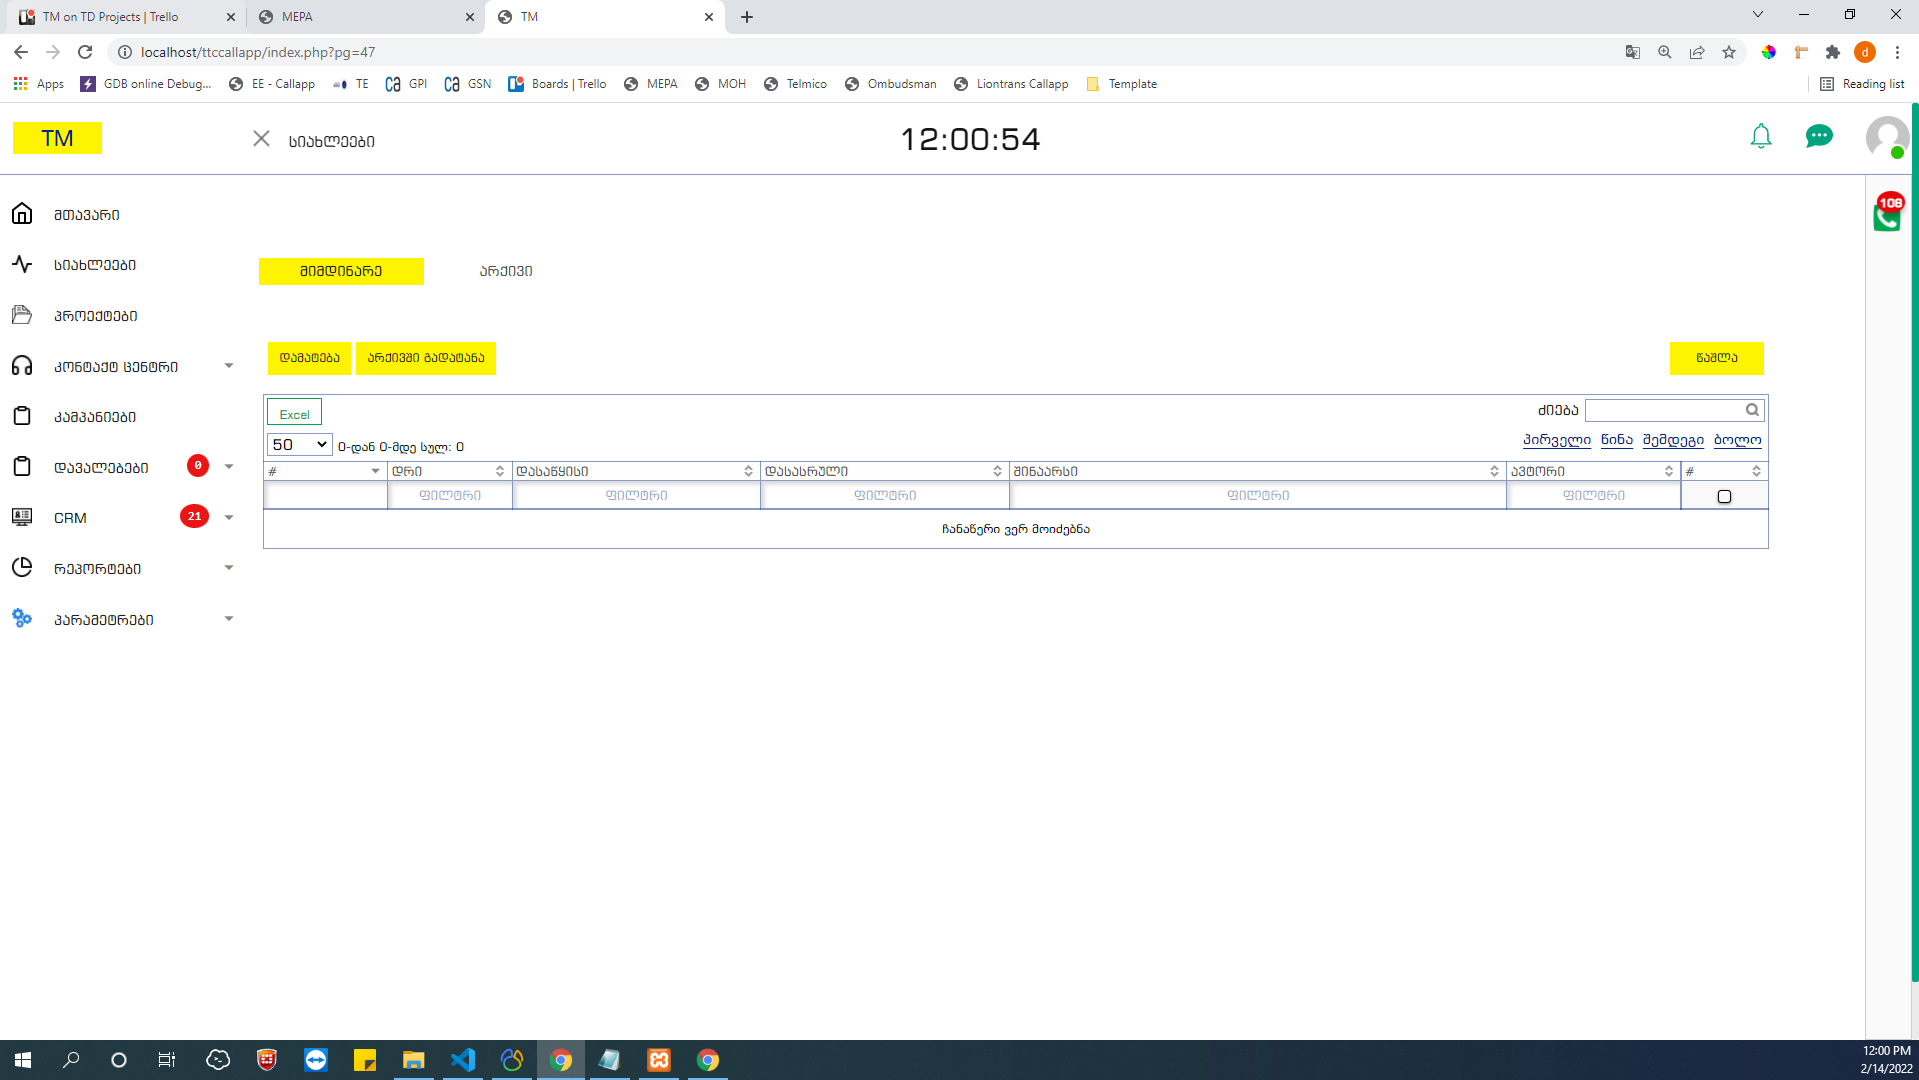 TM on TD Projects | Trello
MEPA
TM
localhost/ttccallapp/index.php?pg=47
d
Apps
GDB online Debug...
EE - Callapp
TE
GPI
GSN
Boards | Trello
MEPA
MOH
Telmico
Ombudsman
Liontrans Callapp
Template
Reading list
TM
სიახლეები
12:00:54
108
მთავარი
სიახლეები
პროექტები
კონტაქტ ცენტრი
კამპანიები
დავალებები
0
CRM
21
რეპორტები
პარამეტრები
მიმდინარე
არქივი
დამატება
არქივში გადატანა
წაშლა
Excel
ძიება
50
0-დან 0-მდე სულ: 0
პირველი წინა შემდეგი ბოლო
# დრი დასაწყისი დასასრული შინაარსი ავტორი #
ფილტრი ფილტრი ფილტრი ფილტრი ფილტრი
ჩანაწერი ვერ მოიძებნა
12:00 PM
2/14/2022